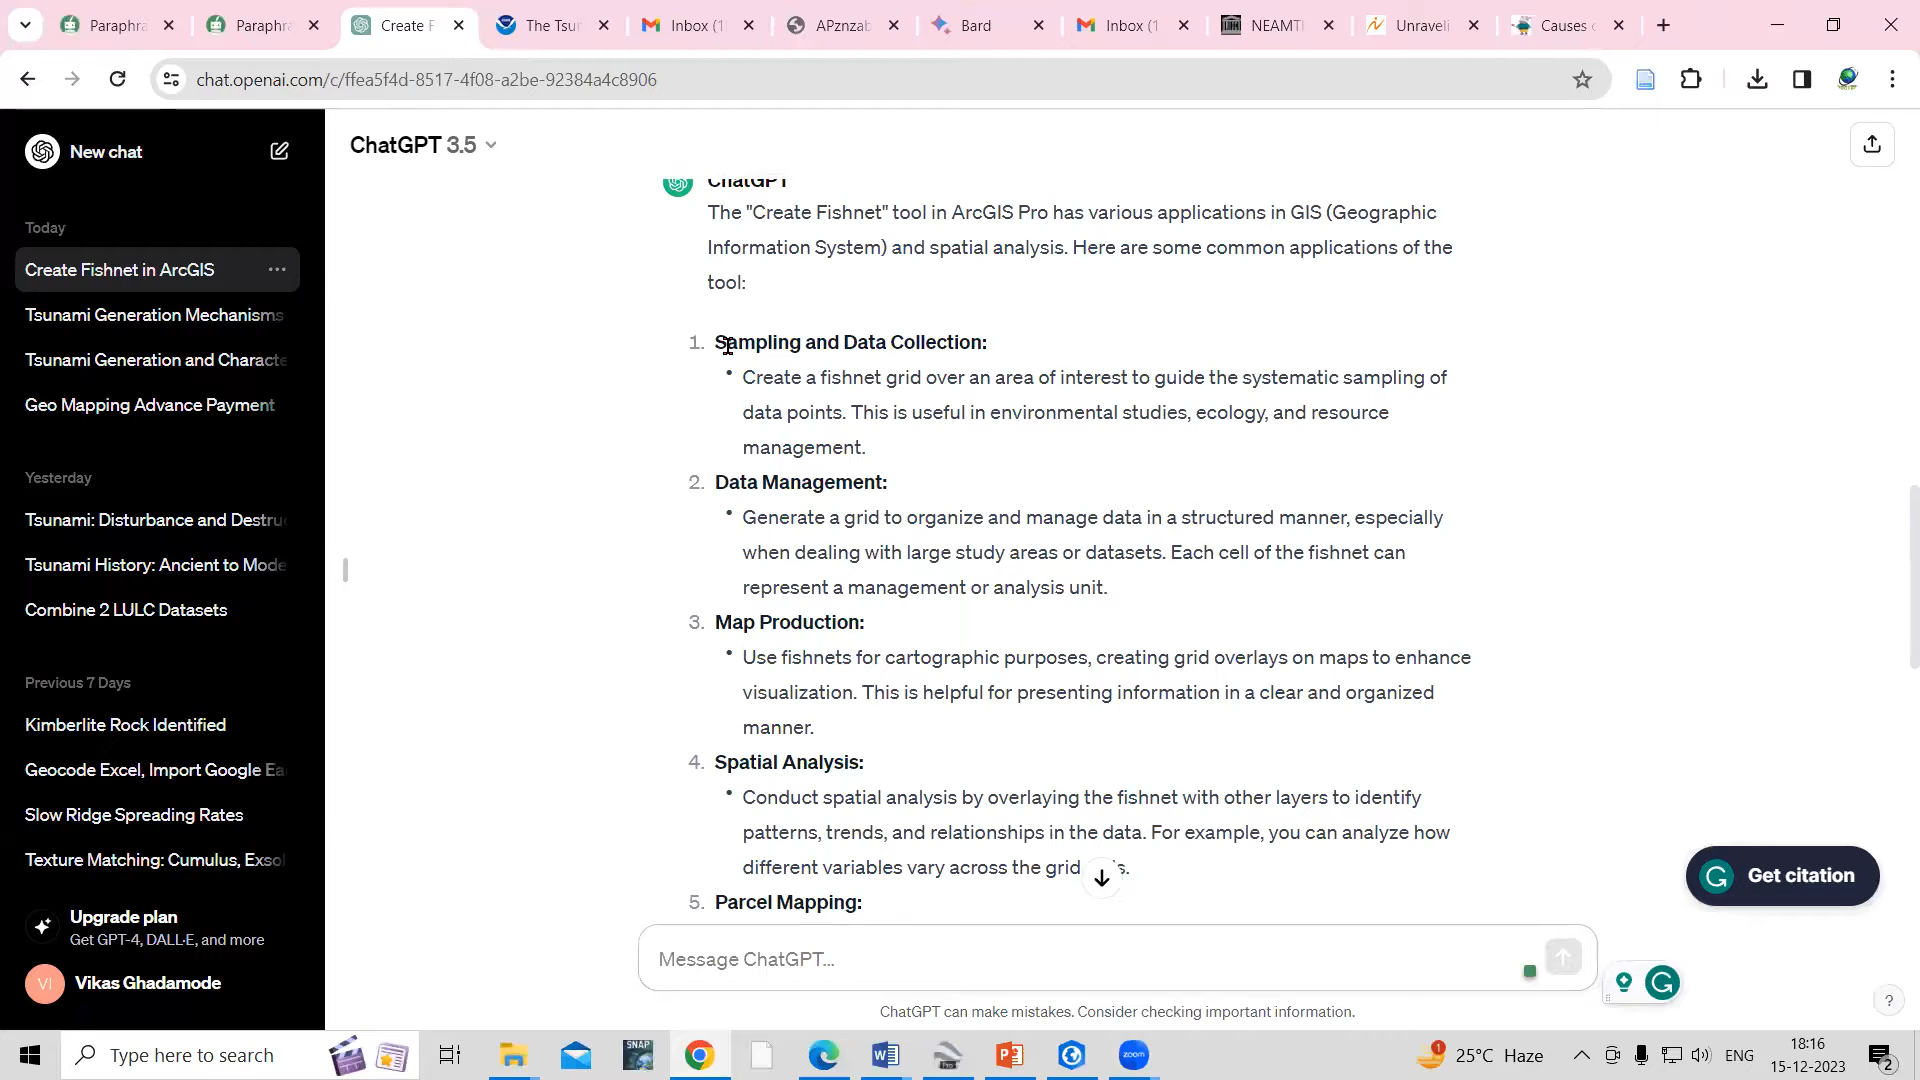 Paraphra
Paraphra
Create F
The Tsu
Inbox (1
APznzab
Bard
Inbox (1
NEAMT
Unraveli
Causes
chat.openai.com/c/ffea5f4d-8517-4f08-a2be-92384a4c8906
New chat
Today
Create Fishnet in ArcGIS
Tsunami Generation Mechanisms
Tsunami Generation and Characte
Geo Mapping Advance Payment
Yesterday
Tsunami: Disturbance and Destru
Tsunami History: Ancient to Mode
Combine 2 LULC Datasets
Previous 7 Days
Kimberlite Rock Identified
Geocode Excel, Import Google Ea
Slow Ridge Spreading Rates
Texture Matching: Cumulus, Exso
Upgrade plan
Get GPT-4, DALL·E, and more
VI
Vikas Ghadamode
ChatGPT 3.5
ChatGPT
The "Create Fishnet" tool in ArcGIS Pro has various applications in GIS (Geographic
Information System) and spatial analysis. Here are some common applications of the
tool:
1. Sampling and Data Collection:
• Create a fishnet grid over an area of interest to guide the systematic sampling of
data points. This is useful in environmental studies, ecology, and resource
management.
2. Data Management:
• Generate a grid to organize and manage data in a structured manner, especially
when dealing with large study areas or datasets. Each cell of the fishnet can
represent a management or analysis unit.
3. Map Production:
• Use fishnets for cartographic purposes, creating grid overlays on maps to enhance
visualization. This is helpful for presenting information in a clear and organized
manner.
4. Spatial Analysis:
• Conduct spatial analysis by overlaying the fishnet with other layers to identify
patterns, trends, and relationships in the data. For example, you can analyze how
different variables vary across the grid
5. Parcel Mapping:
Get citation
Message ChatGPT...
ChatGPT can make mistakes. Consider checking important information.
?
Type here to search
SNAP
Pro
zoom
1
25°C Haze
ENG
18:16
15-12-2023
2